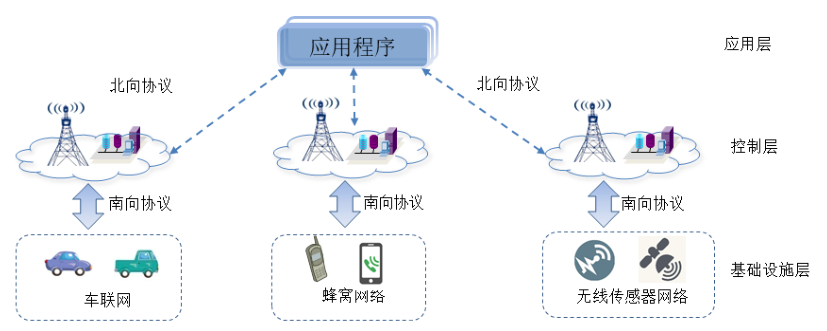 应用程序
应用层
北向协议
北向协议
控制层
南向协议
南向协议
南向协议
基础设施层
车联网
蜂窝网络
无线传感器网络